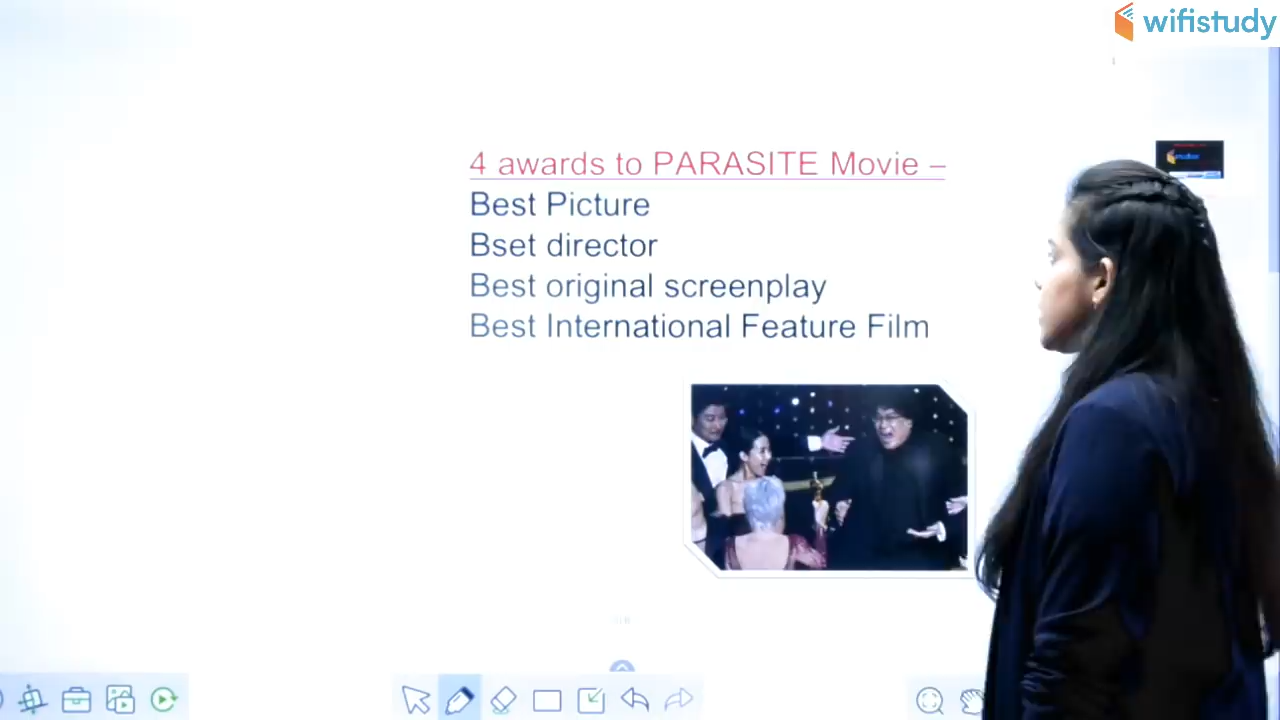 wifistudy
4 awards to PARASITE Movie –
Best Picture
Bset director
Best original screenplay
Best International Feature Film